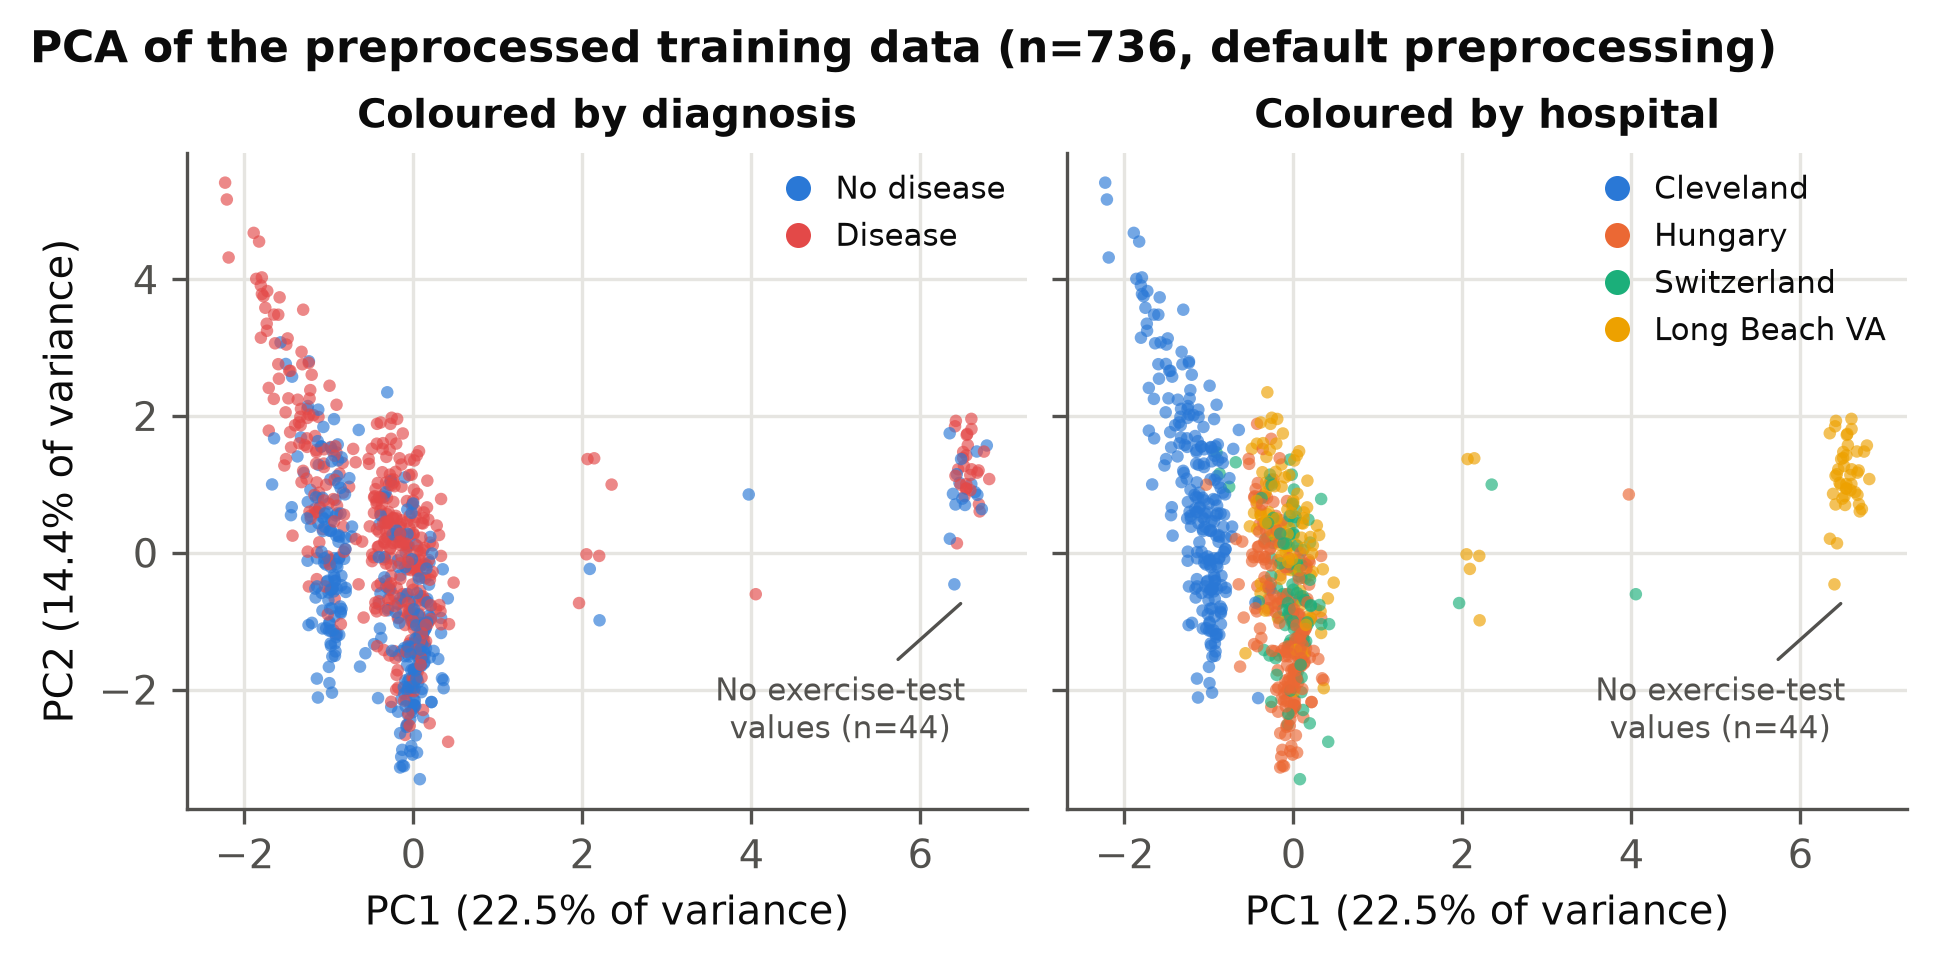 PCA of the preprocessed training data (n=736, default preprocessing)
Coloured by diagnosis
No disease
Disease
4
2
0
−2
PC2 (14.4% of variance)
No exercise-test
values (n=44)
−2 0 2 4 6
PC1 (22.5% of variance)
Coloured by hospital
Cleveland
Hungary
Switzerland
Long Beach VA
No exercise-test
values (n=44)
−2 0 2 4 6
PC1 (22.5% of variance)